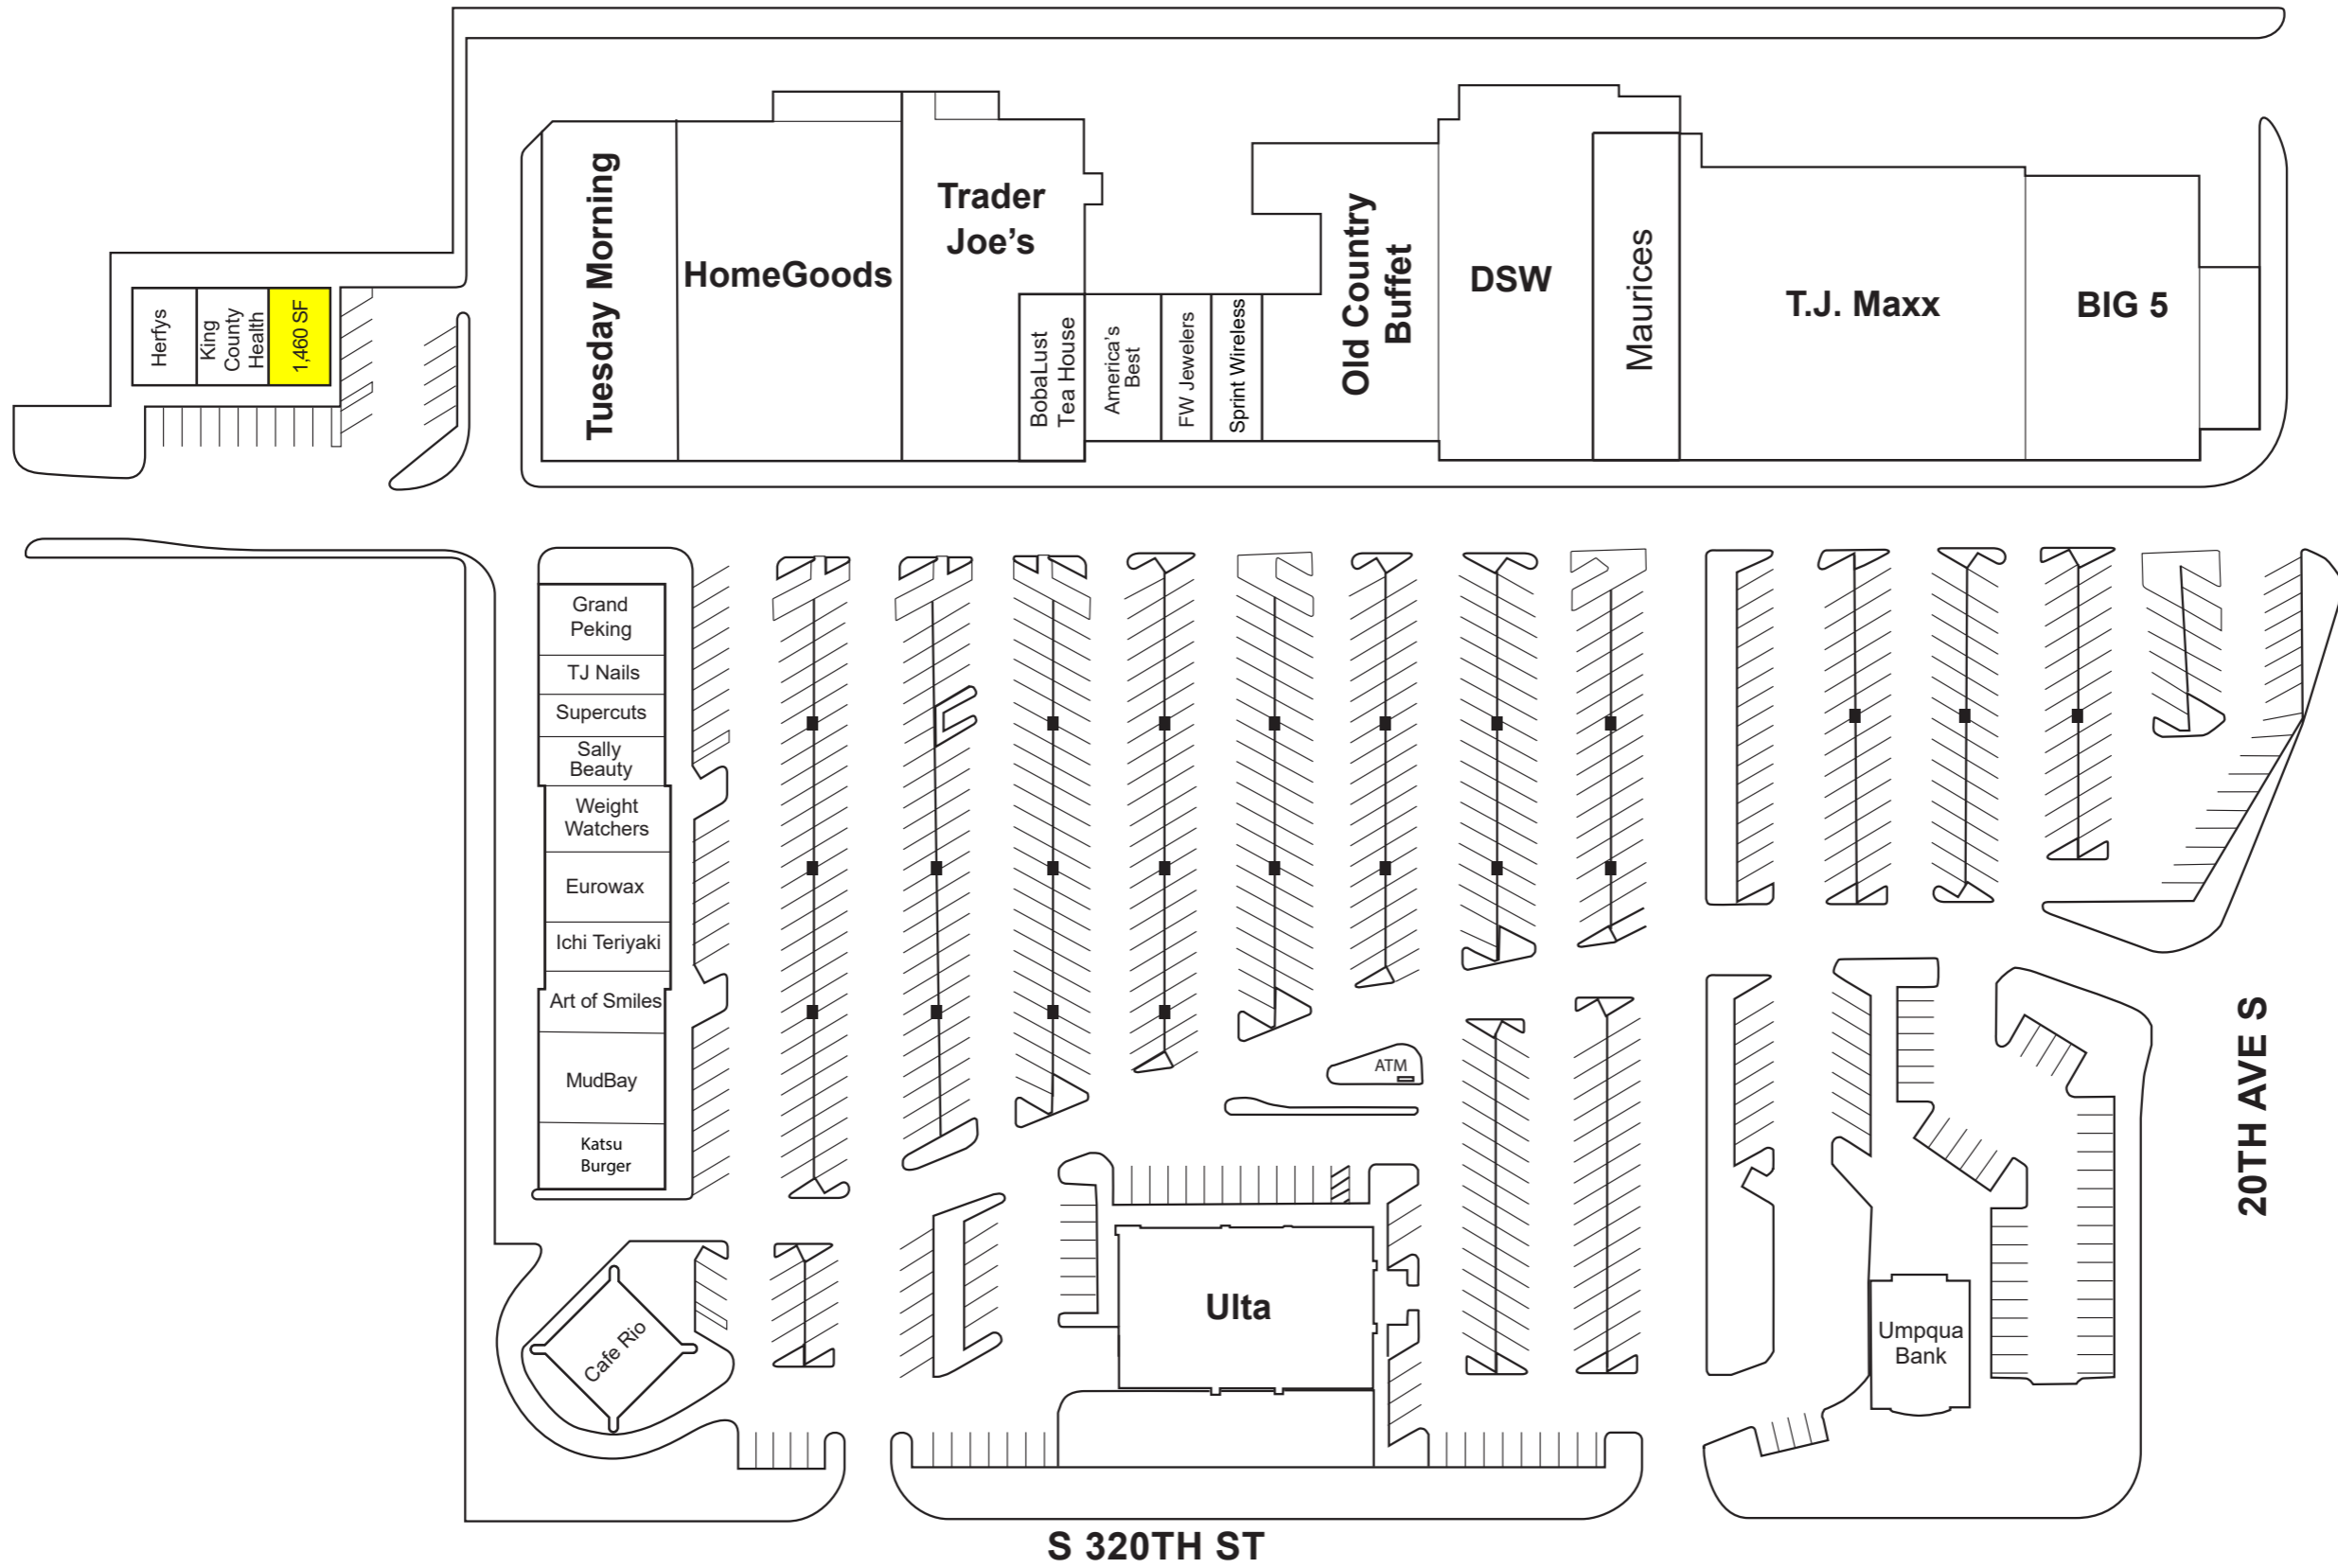 Herfys
King
County
Health
1,460 SF
Tuesday Morning
HomeGoods
Trader
Joe’s
BobaLust
Tea House
America’s
Best
FW Jewelers
Sprint Wireless
Old Country
Buffet
DSW
Maurices
T.J. Maxx
BIG 5
Grand
Peking
TJ Nails
Supercuts
Sally
Beauty
Weight
Watchers
Eurowax
Ichi Teriyaki
Art of Smiles
MudBay
Katsu
Burger
Cafe Rio
ATM
Ulta
Umpqua
Bank
20TH AVE S
S 320TH ST